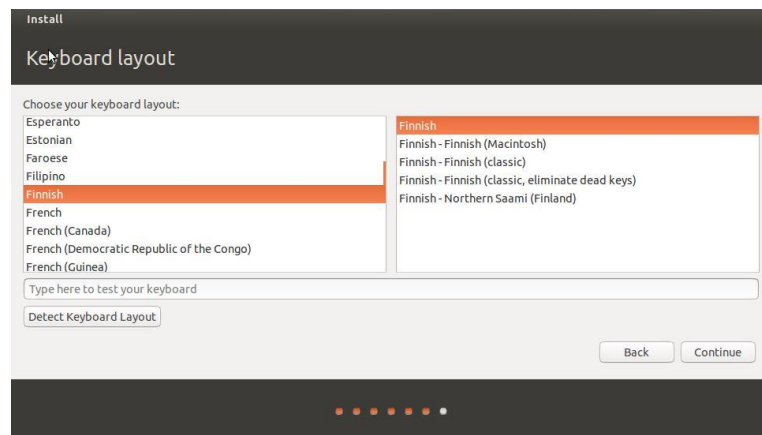 Install
Keyboard layout
Choose your keyboard layout:
Esperanto
Estonian
Faroese
Filipino
Finnish
French
French (Canada)
French (Democratic Republic of the Congo)
French (Guinea)
Finnish
Finnish - Finnish (Macintosh)
Finnish - Finnish (classic)
Finnish - Finnish (classic, eliminate dead keys)
Finnish - Northern Saami (Finland)
Type here to test your keyboard
Detect Keyboard Layout
Back
Continue